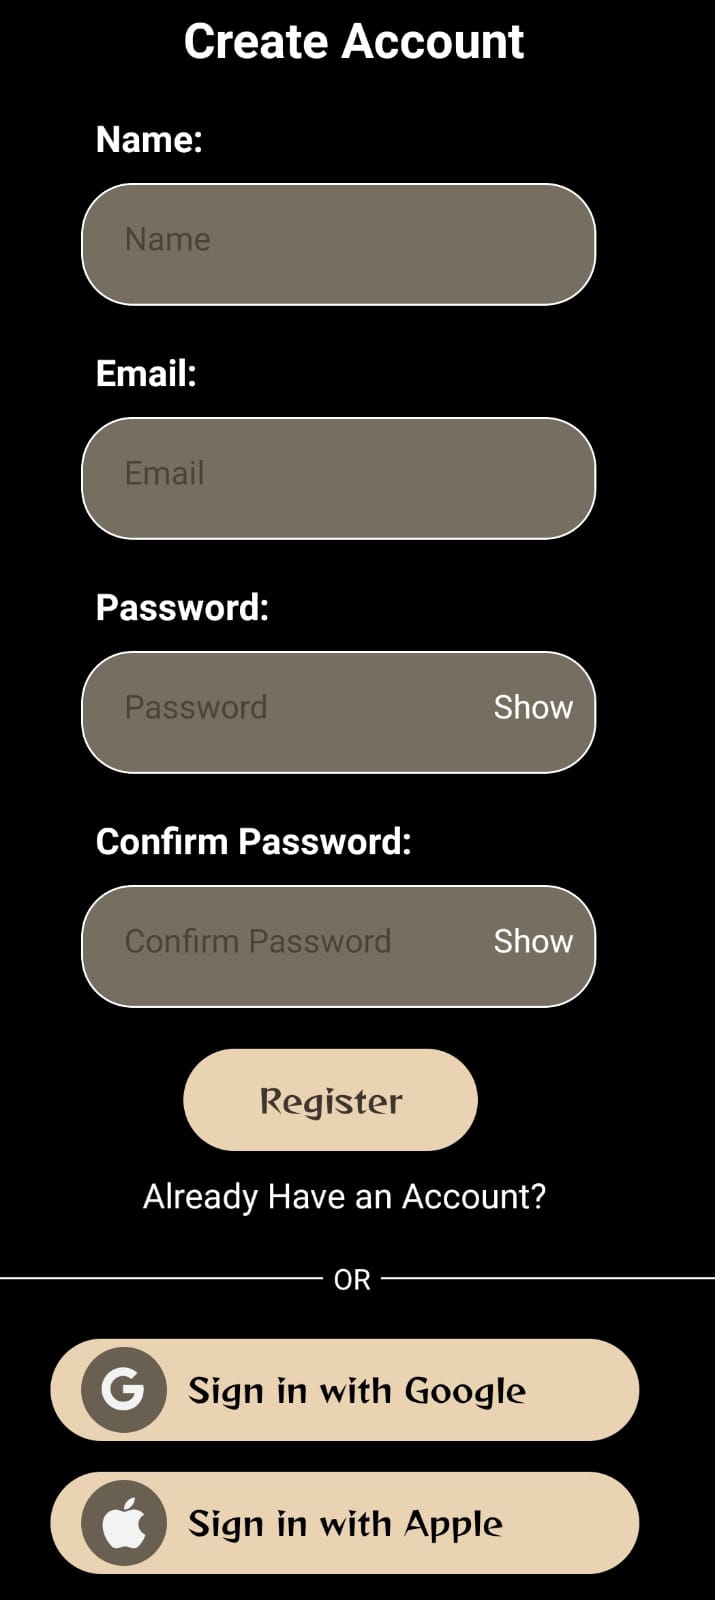 Create Account
Name:
Name
Email:
Email
Password:
Password Show
Confirm Password:
Confirm Password Show
Register
Already Have an Account?
OR
G Sign in with Google
Sign in with Apple